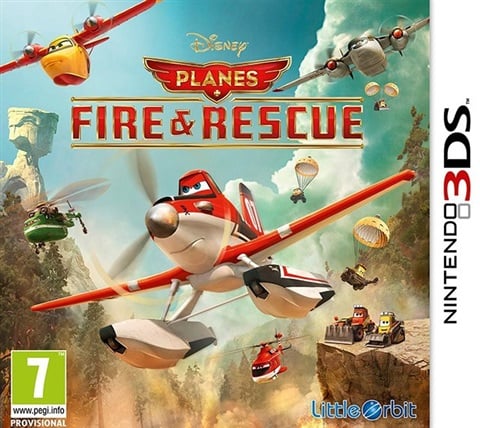 Disney
PLANES
FIRE & RESCUE
NINTENDO 3DS
7
www.pegi.info
PROVISIONAL
Little Orbit